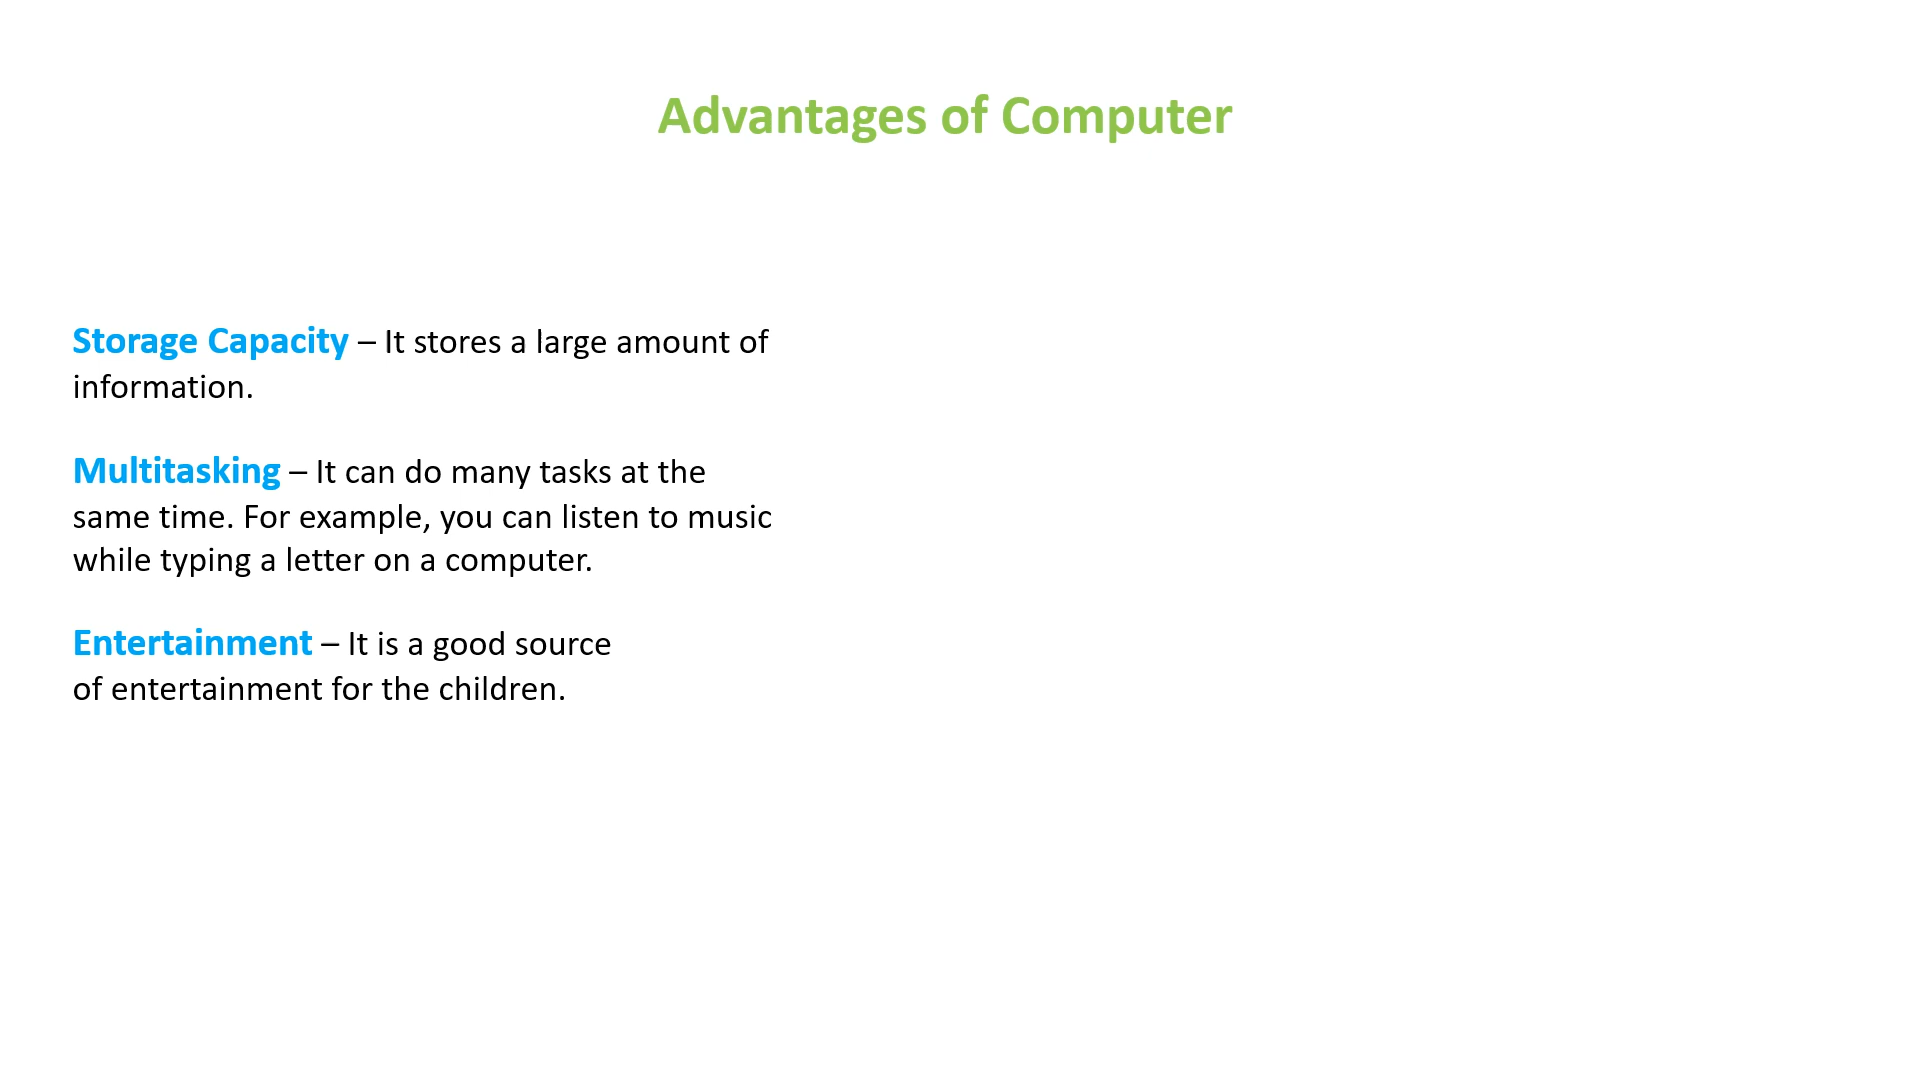 Advantages of Computer
Storage Capacity – It stores a large amount of
information.
Multitasking – It can do many tasks at the
same time. For example, you can listen to music
while typing a letter on a computer.
Entertainment – It is a good source
of entertainment for the children.